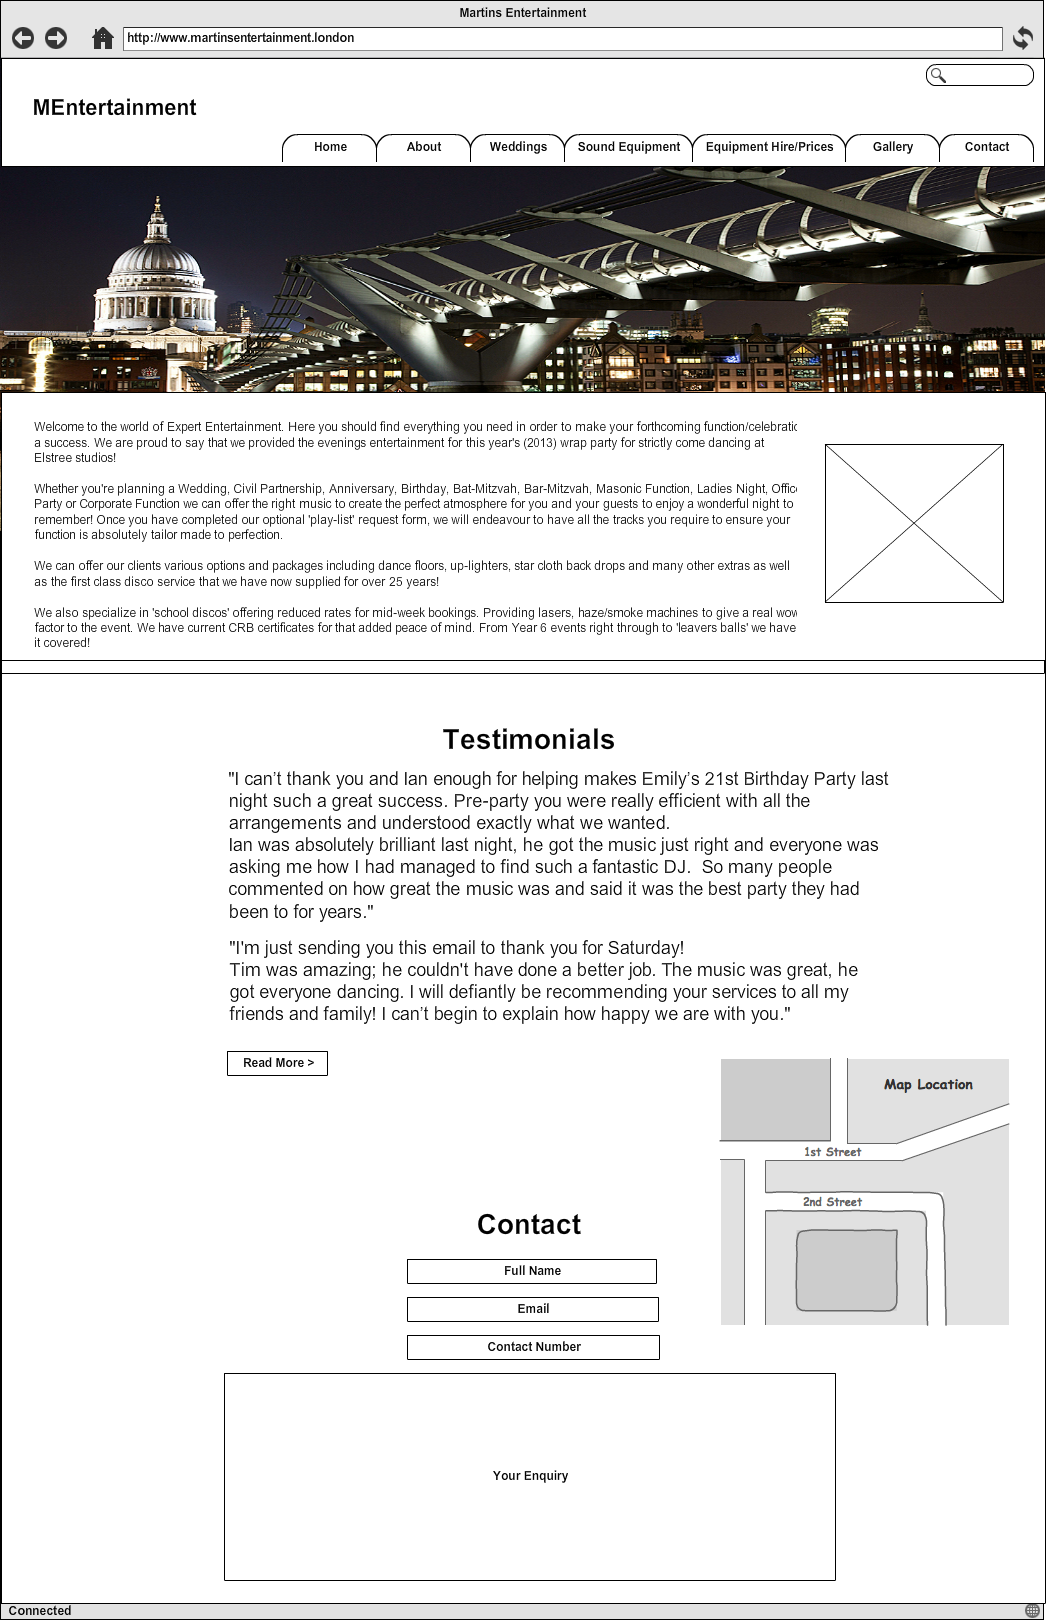 Martins Entertainment
http://www.martinsentertainment.london
MEntertainment
Home About Weddings Sound Equipment Equipment Hire/Prices Gallery Contact
Welcome to the world of Expert Entertainment. Here you should find everything you need in order to make your forthcoming function/celebratic
a success. We are proud to say that we provided the evenings entertainment for this year's (2013) wrap party for strictly come dancing at
Elstree studios!
Whether you're planning a Wedding, Civil Partnership, Anniversary, Birthday, Bat-Mitzvah, Bar-Mitzvah, Masonic Function, Ladies Night, Office
Party or Corporate Function we can offer the right music to create the perfect atmosphere for you and your guests to enjoy a wonderful night to
remember! Once you have completed our optional 'play-list' request form, we will endeavour to have all the tracks you require to ensure your
function is absolutely tailor made to perfection.
We can offer our clients various options and packages including dance floors, up-lighters, star cloth back drops and many other extras as well
as the first class disco service that we have now supplied for over 25 years!
We also specialize in 'school discos' offering reduced rates for mid-week bookings. Providing lasers, haze/smoke machines to give a real wow
factor to the event. We have current CRB certificates for that added peace of mind. From Year 6 events right through to 'leavers balls' we have
it covered!
Testimonials
"I can’t thank you and Ian enough for helping makes Emily’s 21st Birthday Party last
night such a great success. Pre-party you were really efficient with all the
arrangements and understood exactly what we wanted.
Ian was absolutely brilliant last night, he got the music just right and everyone was
asking me how I had managed to find such a fantastic DJ.  So many people
commented on how great the music was and said it was the best party they had
been to for years."
"I'm just sending you this email to thank you for Saturday!
Tim was amazing; he couldn't have done a better job. The music was great, he
got everyone dancing. I will defiantly be recommending your services to all my
friends and family! I can’t begin to explain how happy we are with you."
Read More >
Map Location
1st Street
2nd Street
Contact
Full Name
Email
Contact Number
Your Enquiry
Connected